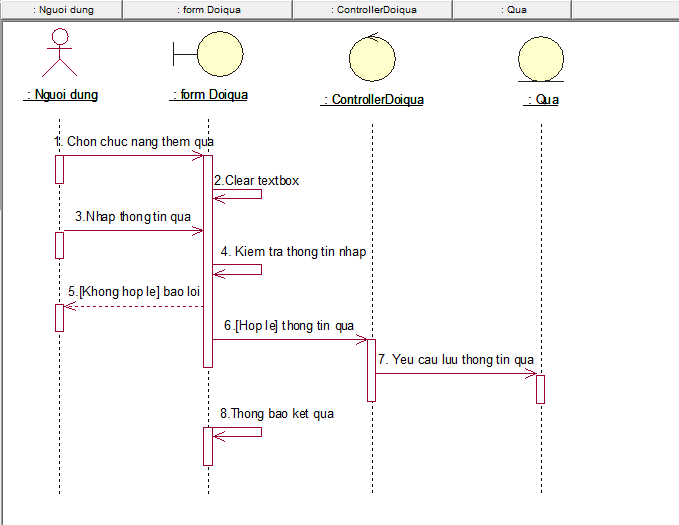 : Nguoi dung
: form Doiqua
: ControllerDoiqua
: Qua
: Nguoi dung
: form Doiqua
: ControllerDoiqua
: Qua
1. Chon chuc nang them qua
2.Clear textbox
3.Nhap thong tin qua
4. Kiem tra thong tin nhap
5.[Khong hop le] bao loi
6.[Hop le] thong tin qua
7. Yeu cau luu thong tin qua
8.Thong bao ket qua